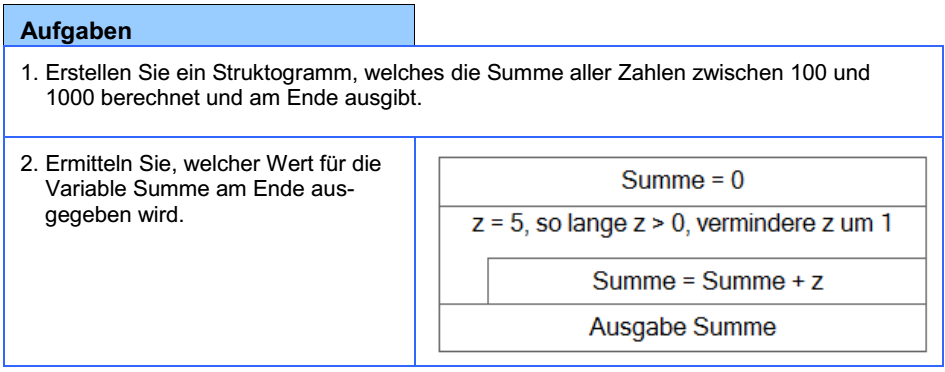 Aufgaben
1. Erstellen Sie ein Struktogramm, welches die Summe aller Zahlen zwischen 100 und
1000 berechnet und am Ende ausgibt.
2. Ermitteln Sie, welcher Wert für die
Variable Summe am Ende aus-
gegeben wird.
Summe = 0
z = 5, so lange z > 0, vermindere z um 1
Summe = Summe + z
Ausgabe Summe